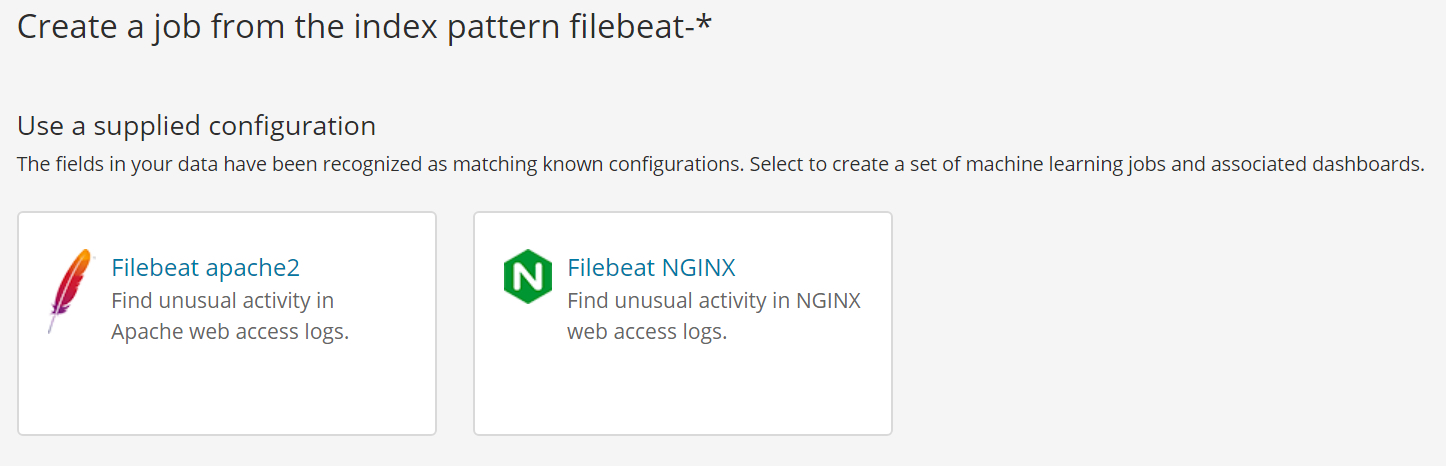 Create a job from the index pattern filebeat-*
Use a supplied configuration
The fields in your data have been recognized as matching known configurations. Select to create a set of machine learning jobs and associated dashboards.
Filebeat apache2
Find unusual activity in
Apache web access logs.
N
Filebeat NGINX
Find unusual activity in NGINX
web access logs.